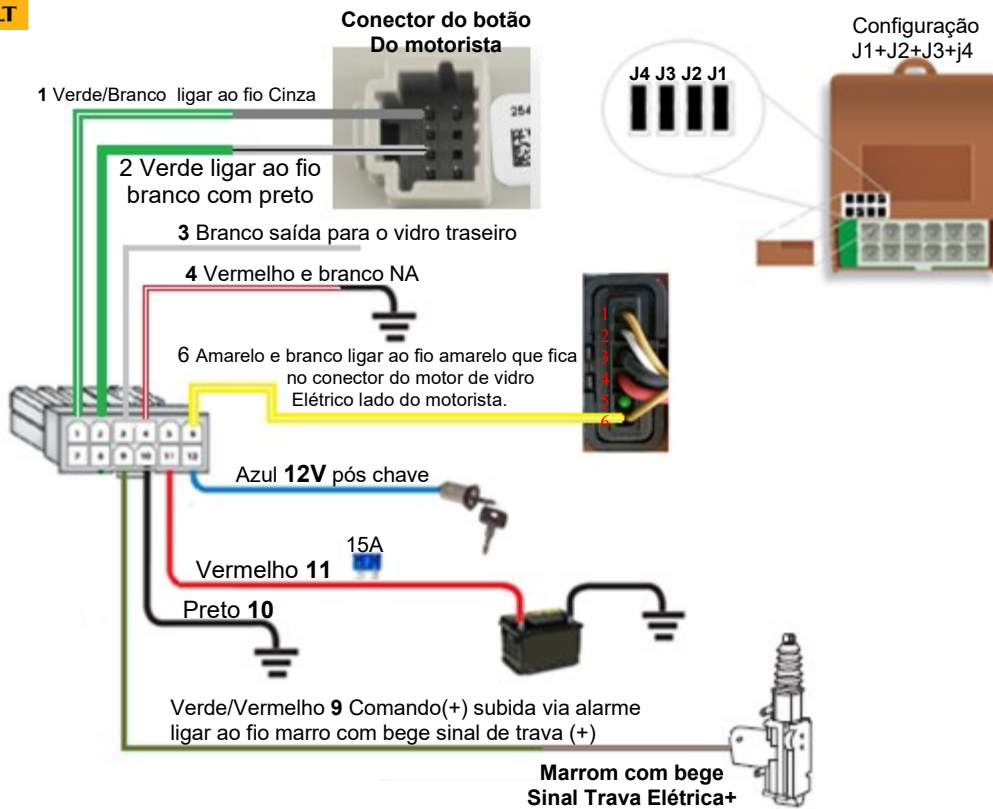 LT
Conector do botão
Do motorista
Configuração
J1+J2+J3+j4
J4 J3 J2 J1
1 Verde/Branco ligar ao fio Cinza
254
2 Verde ligar ao fio
branco com preto
3 Branco saída para o vidro traseiro
4 Vermelho e branco NA
6 Amarelo e branco ligar ao fio amarelo que fica
no conector do motor de vidro
Elétrico lado do motorista.
1
2
3
4
5
6
1 2 3 4 5 6
7 8 9 10 11 12
Azul 12V pós chave
15A
Vermelho 11
Preto 10
Verde/Vermelho 9 Comando(+) subida via alarme
ligar ao fio marro com bege sinal de trava (+)
Marrom com bege
Sinal Trava Elétrica+